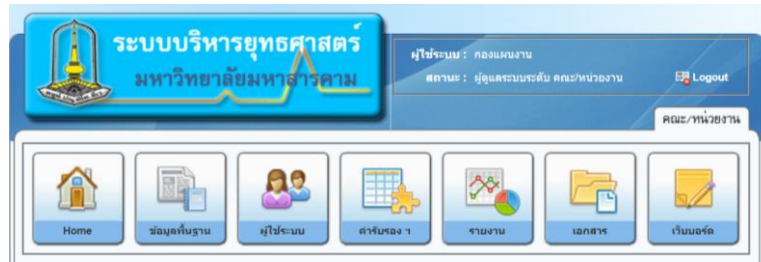 ระบบบริหารยุทธศาสตร์
มหาวิทยาลัยมหาสารคาม
ผู้ใช้ระบบ : กองแผนงาน
สถานะ : ผู้ดูแลระบบระดับ คณะ/หน่วยงาน
Logout
คณะ/หน่วยงาน
Home
ข้อมูลพื้นฐาน
ผู้ใช้ระบบ
คำรับรอง ฯ
รายงาน
เอกสาร
เว็บบอร์ด